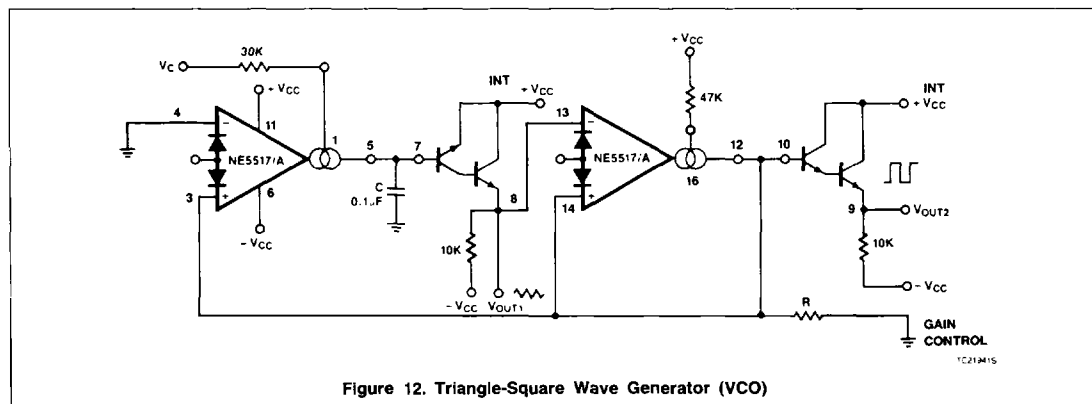 30K
VC
+ VCC
INT
+ VCC
+ VCC
47K
INT
+ VCC
4
11
1
5
7
13
12
10
−
NE5517/A
+
3
6
− VCC
C
0.1μF
8
10K
− VCC
VOUT1
−
NE5517/A
+
14
16
9
VOUT2
10K
− VCC
R
GAIN
CONTROL
TC21941S
Figure 12. Triangle-Square Wave Generator (VCO)